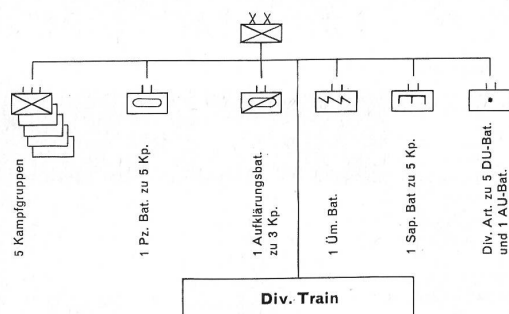 5 Kampfgruppen
1 Pz. Bat. zu 5 Kp.
1 Aufklärungsbat.
zu 3 Kp.
1 Üm. Bat.
1 Sap. Bat zu 5 Kp.
Div. Art. zu 5 DU-Bat.
und 1 AU-Bat.
Div. Train